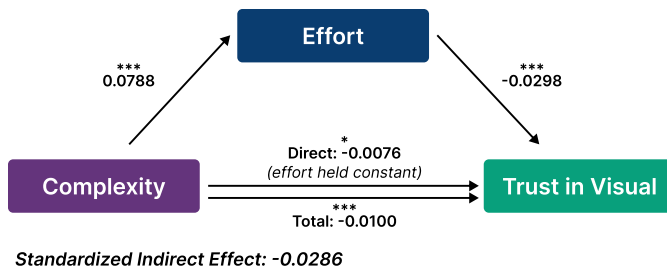 Effort
***
0.0788
***
-0.0298
*
Direct: -0.0076
(effort held constant)
Complexity
Trust in Visual
***
Total: -0.0100
Standardized Indirect Effect: -0.0286